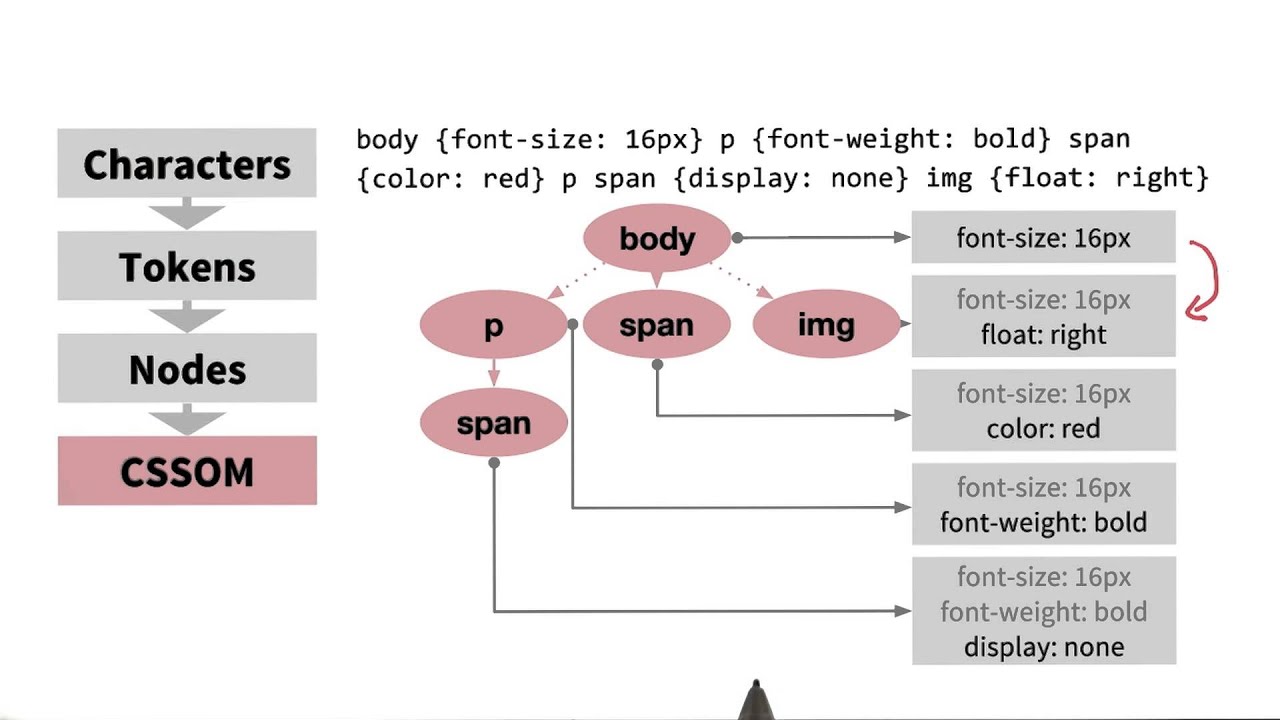 body {font-size: 16px} p {font-weight: bold} span
{color: red} p span {display: none} img {float: right}
Characters
Tokens
Nodes
CSSOM
body
p
span
img
span
font-size: 16px
font-size: 16px
float: right
font-size: 16px
color: red
font-size: 16px
font-weight: bold
font-size: 16px
font-weight: bold
display: none